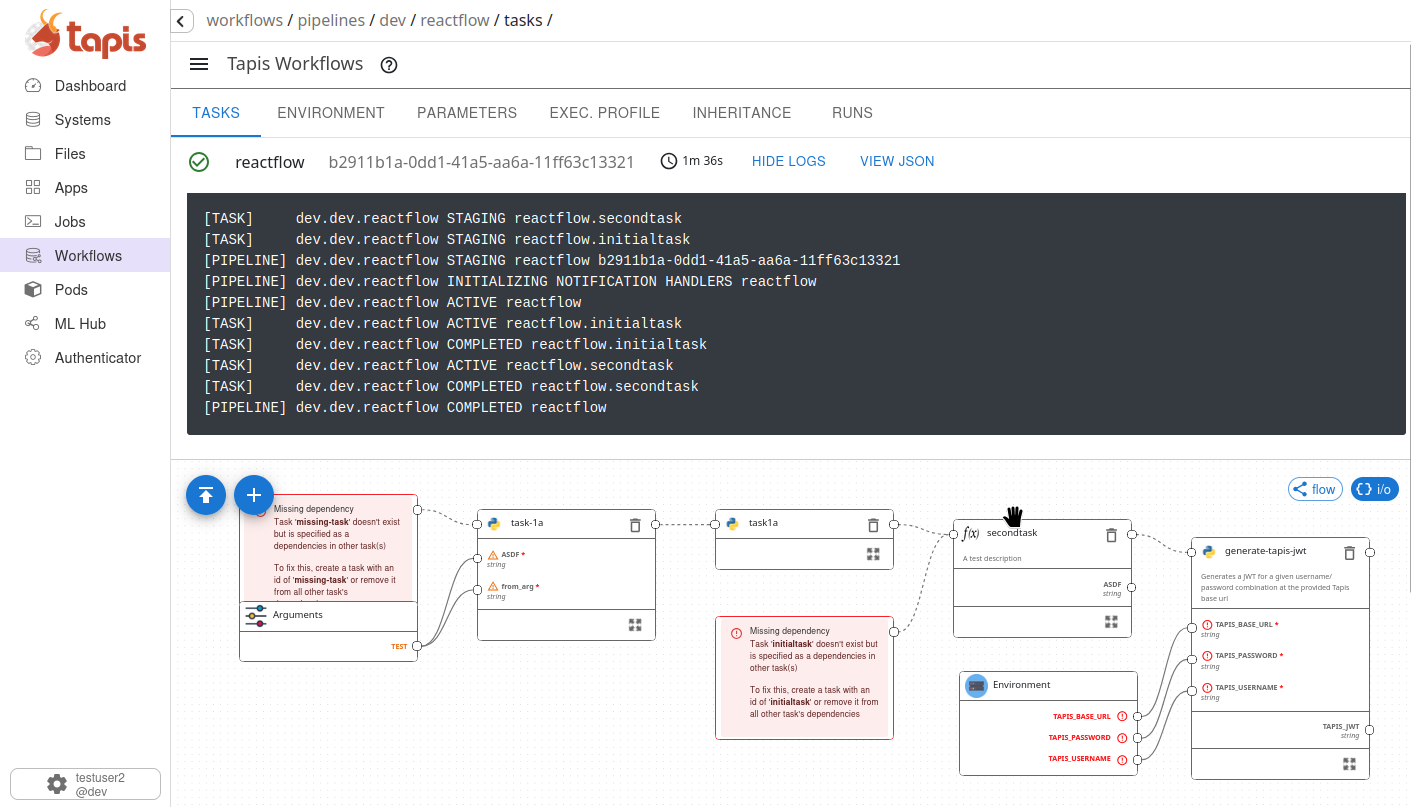 tapis
Dashboard
Systems
Files
Apps
Jobs
Workflows
Pods
ML Hub
Authenticator
testuser2
@dev
workflows / pipelines / dev / reactflow / tasks /
Tapis Workflows
TASKS ENVIRONMENT PARAMETERS EXEC. PROFILE INHERITANCE RUNS
reactflow b2911b1a-0dd1-41a5-aa6a-11ff63c13321 1m 36s HIDE LOGS VIEW JSON
[TASK] dev.dev.reactflow STAGING reactflow.secondtask
[TASK] dev.dev.reactflow STAGING reactflow.initialtask
[PIPELINE] dev.dev.reactflow STAGING reactflow b2911b1a-0dd1-41a5-aa6a-11ff63c13321
[PIPELINE] dev.dev.reactflow INITIALIZING NOTIFICATION HANDLERS reactflow
[PIPELINE] dev.dev.reactflow ACTIVE reactflow
[TASK] dev.dev.reactflow ACTIVE reactflow.initialtask
[TASK] dev.dev.reactflow COMPLETED reactflow.initialtask
[TASK] dev.dev.reactflow ACTIVE reactflow.secondtask
[TASK] dev.dev.reactflow COMPLETED reactflow.secondtask
[PIPELINE] dev.dev.reactflow COMPLETED reactflow
flow
i/o
Missing dependency
Task 'missing-task' doesn't exist
but is specified as a
dependencies in other task(s)
To fix this, create a task with an
id of 'missing-task' or remove it
from all other task's
Arguments
TEST
task-1a
ASDF *
string
from_arg *
string
task1a
Missing dependency
Task 'initialtask' doesn't exist but
is specified as a dependencies in
other task(s)
To fix this, create a task with an
id of 'initialtask' or remove it from
all other task's dependencies
f(x) secondtask
A test description
ASDF
string
Environment
TAPIS_BASE_URL
TAPIS_PASSWORD
TAPIS_USERNAME
generate-tapis-jwt
Generates a JWT for a given username/
password combination at the provided Tapis
base url
TAPIS_BASE_URL *
string
TAPIS_PASSWORD *
string
TAPIS_USERNAME *
string
TAPIS_JWT
string